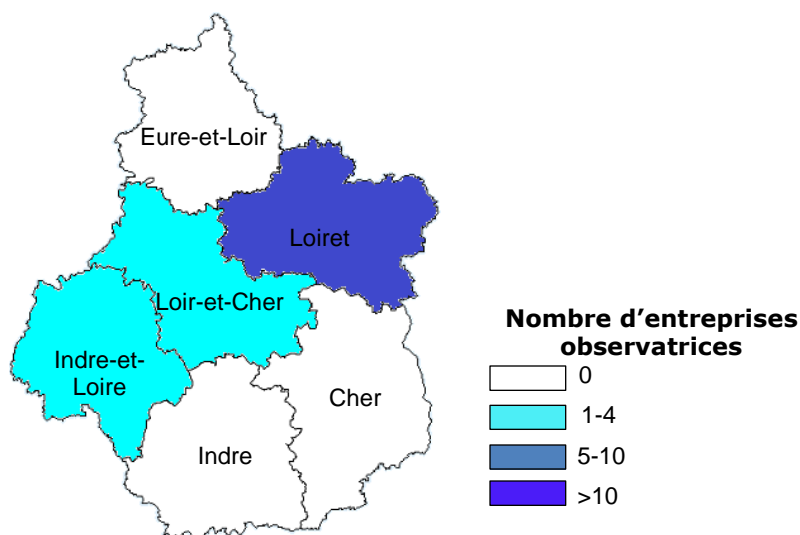 Eure-et-Loir
Loiret
Loir-et-Cher
Indre-et-
Loire
Cher
Indre
Nombre d’entreprises
observatrices
0
1-4
5-10
>10